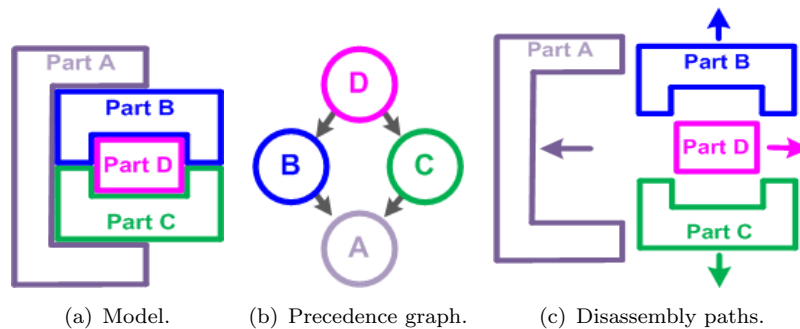 Part A
Part B
Part D
Part C
D
B
C
A
Part A
Part B
Part D
Part C
(a) Model. (b) Precedence graph. (c) Disassembly paths.